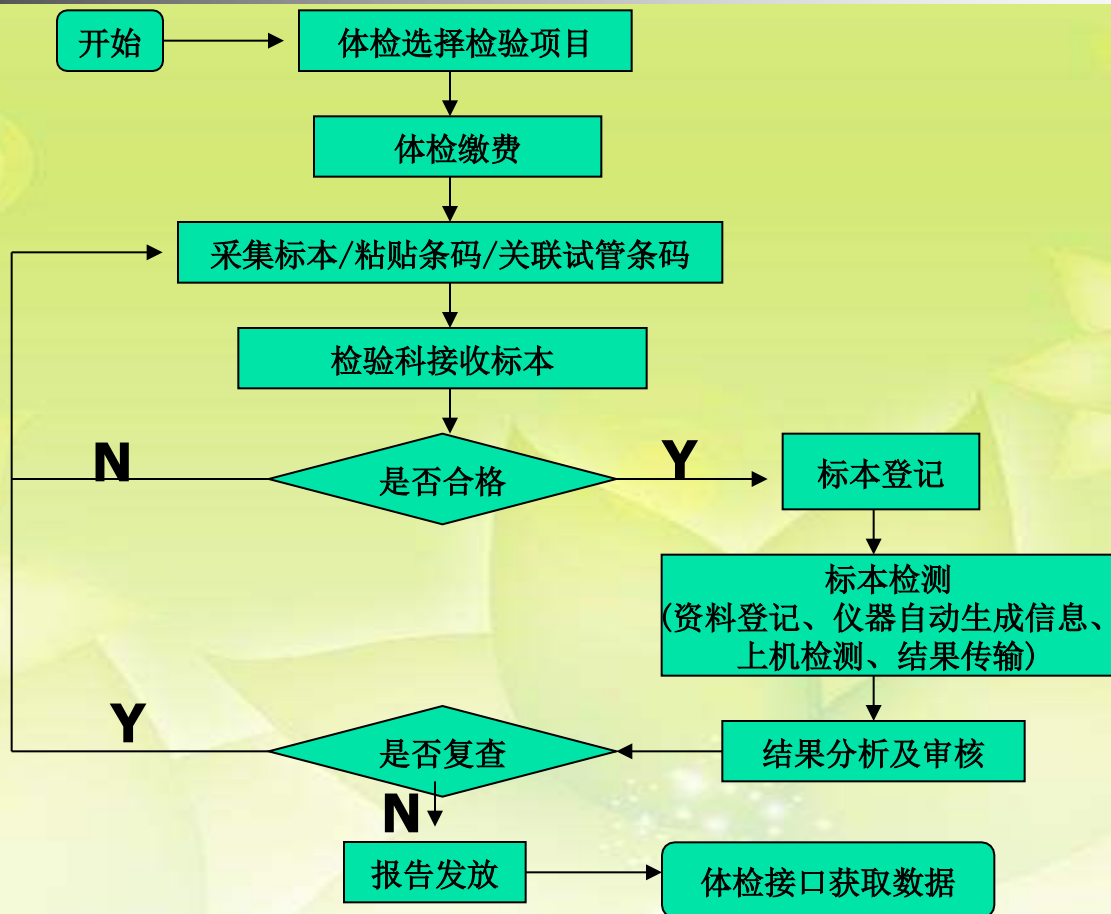 开始
体检选择检验项目
体检缴费
采集标本/粘贴条码/关联试管条码
检验科接收标本
N
是否合格
Y
标本登记
标本检测
(资料登记、仪器自动生成信息、
上机检测、结果传输)
Y
是否复查
结果分析及审核
N
报告发放
体检接口获取数据